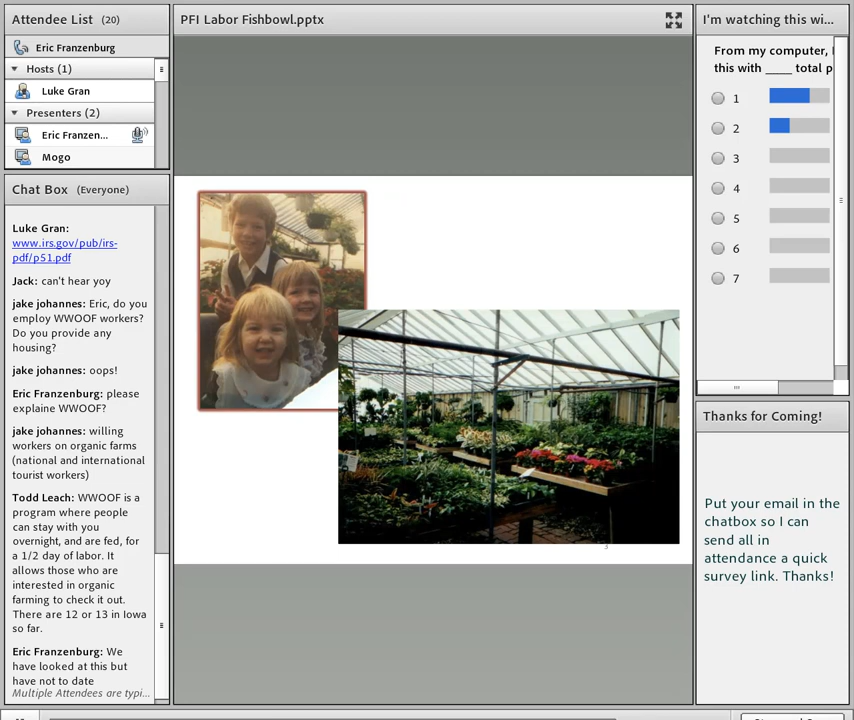 Attendee List (20)
Eric Franzenburg
Hosts (1)
Luke Gran
Presenters (2)
Eric Franzen...
Mogo
Chat Box (Everyone)
Luke Gran:
www.irs.gov/pub/irs-
pdf/p51.pdf
Jack: can't hear yoy
jake johannes: Eric, do you
employ WWOOF workers?
Do you provide any
housing?
jake johannes: oops!
Eric Franzenburg: please
explaine WWOOF?
jake johannes: willing
workers on organic farms
(national and international
tourist workers)
Todd Leach: WWOOF is a
program where people
can stay with you
overnight, and are fed, for
a 1/2 day of labor. It
allows those who are
interested in organic
farming to check it out.
There are 12 or 13 in Iowa
so far.
Eric Franzenburg: We
have looked at this but
have not to date
Multiple Attendees are typi...
PFI Labor Fishbowl.pptx
3
I'm watching this wi...
From my computer,
this with ____ total p
1
2
3
4
5
6
7
Thanks for Coming!
Put your email in the
chatbox so I can
send all in
attendance a quick
survey link. Thanks!